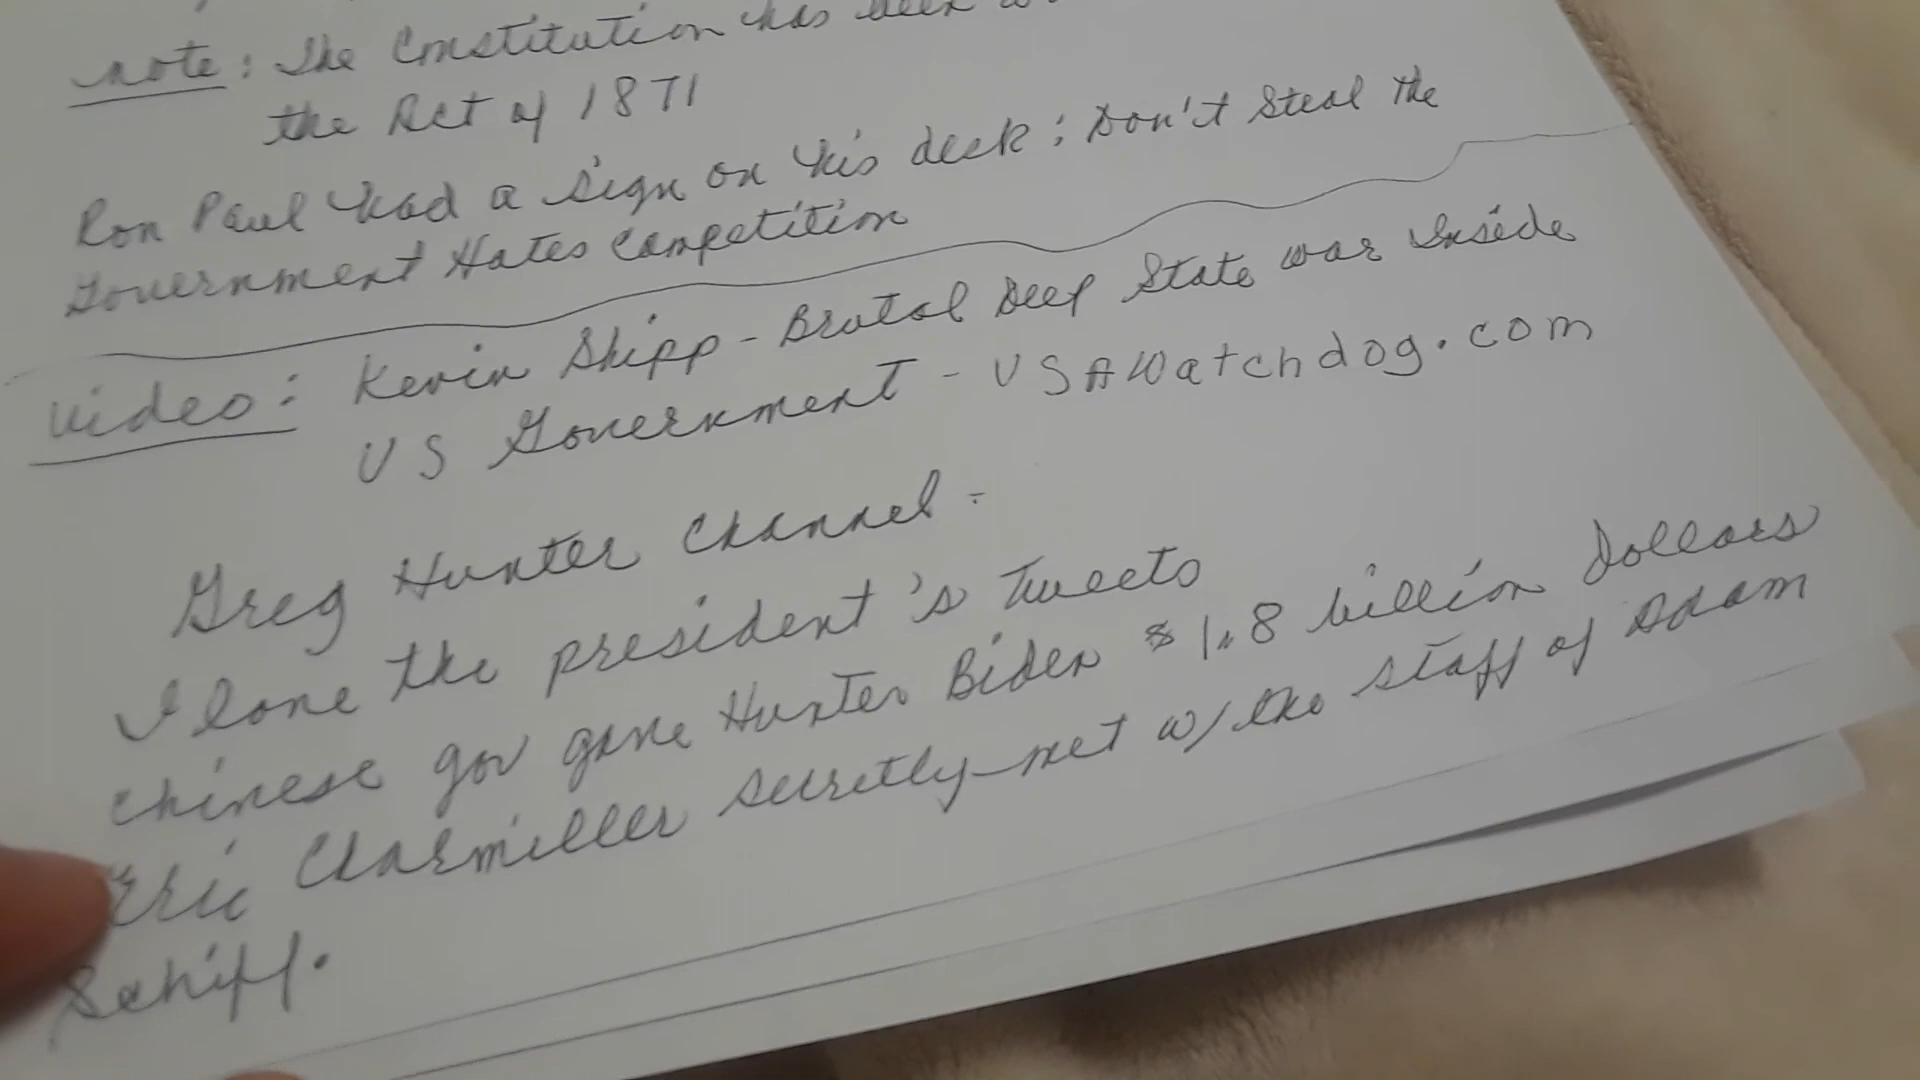 note: The Constitution has been
the Act of 1871
Ron Paul had a sign on his desk: Don't Steal the
Government Hates Competition
Video: Kevin Shipp - Brutal Deep State War Inside
US Government - USAWatchdog.com
Greg Hunter Channel -
I love the president's Tweets
Chinese gov gave Hunter Biden $1.8 billion Dollars
Eric Clarmiller secretly met w/ the staff of Adam
Schiff.